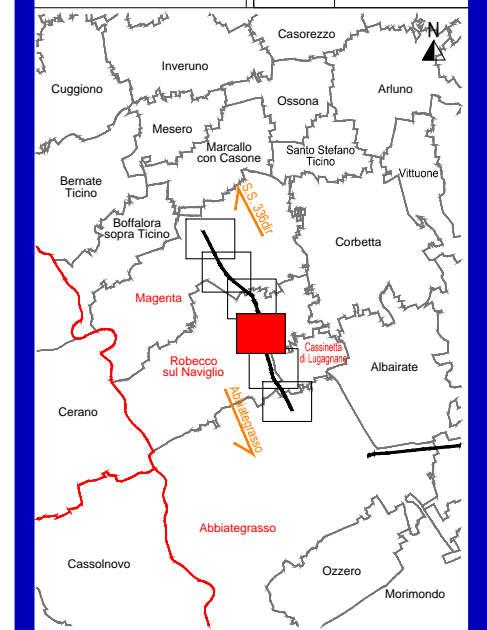 N
Casorezzo
Inveruno
Cuggiono
Arluno
Ossona
Mesero
Marcallo
con Casone
Santo Stefano
Ticino
Vittuone
Bernate
Ticino
S.S. 336dir
Boffalora
sopra Ticino
Corbetta
Magenta
Cassinetta
di Lugagnano
Robecco
sul Naviglio
Albairate
Abbiategrasso
Cerano
Abbiategrasso
Cassolnovo
Ozzero
Morimondo